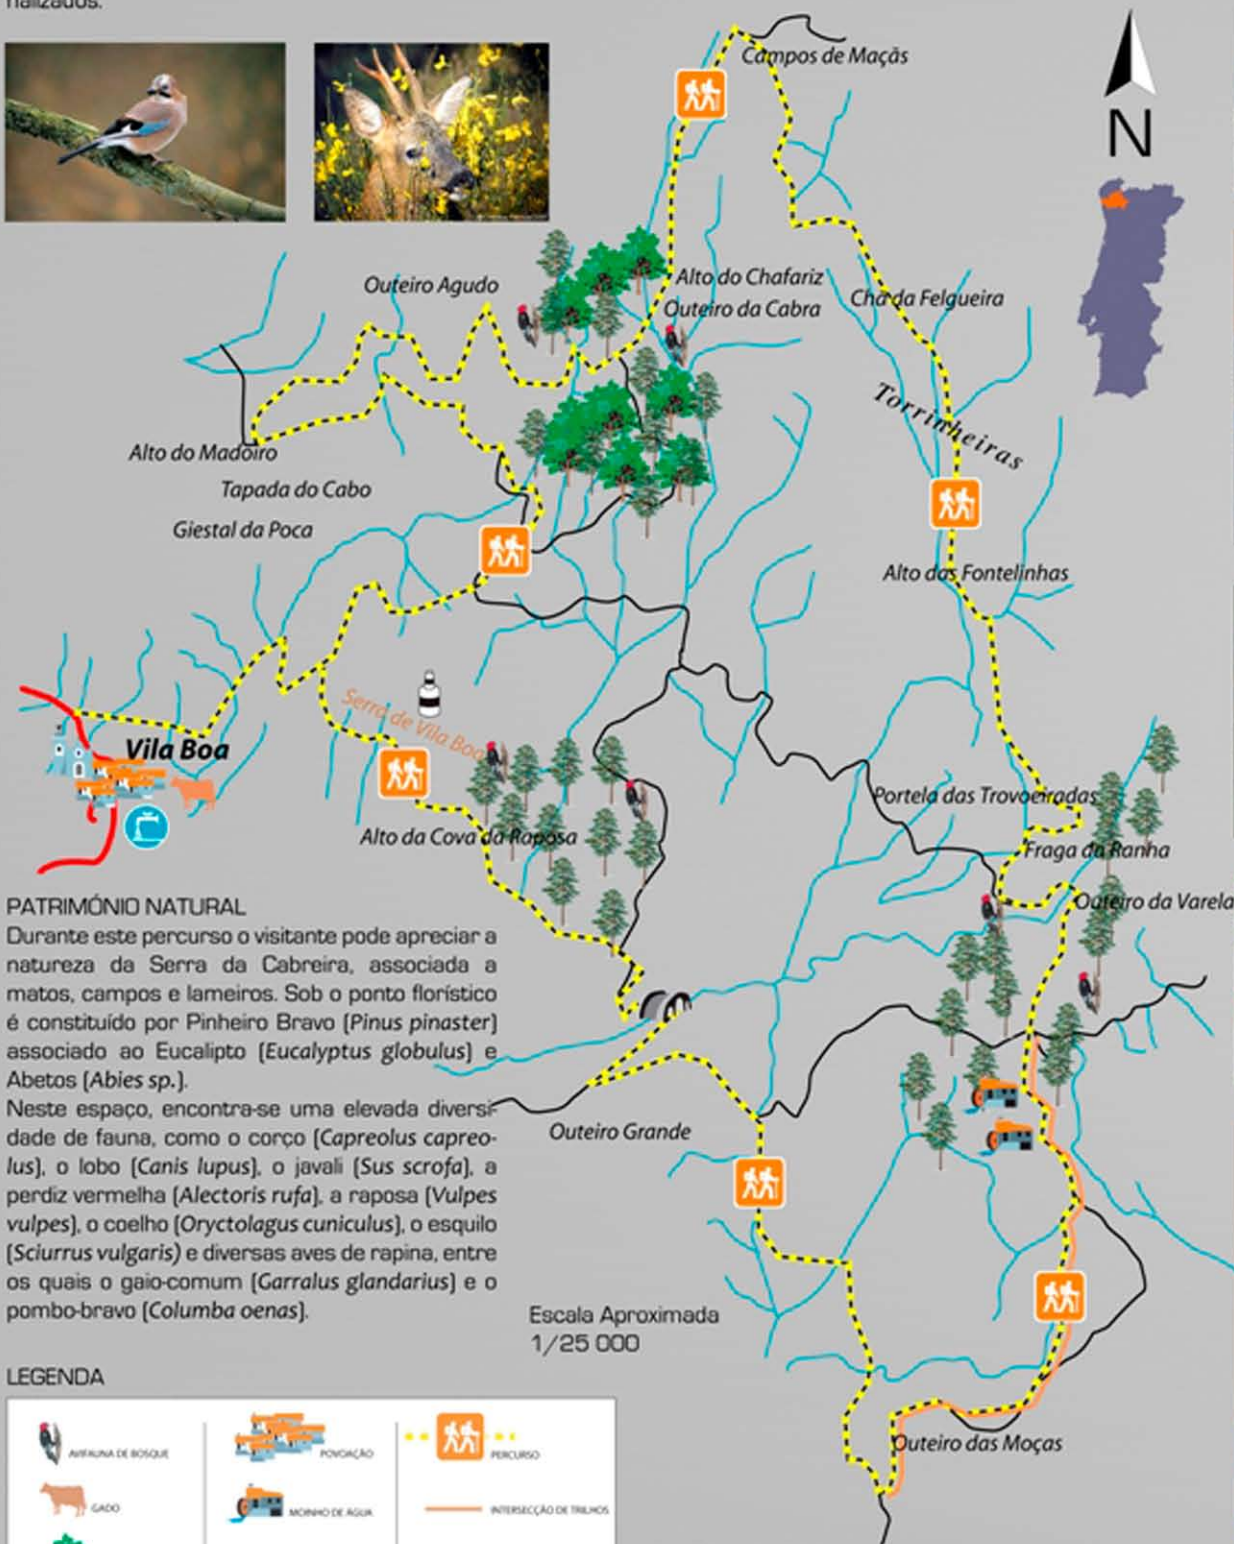 nalizados.
Campos de Maçãs
N
Outeiro Agudo
Alto do Chafariz
Outeiro da Cabra
Chã da Felgueira
Torrinheiras
Alto do Madoiro
Tapada do Cabo
Giestal da Poca
Alto das Fontelinhas
Serra de Vila Boa
Vila Boa
Alto da Cova da Raposa
Portela das Trovoeiradas
Fraga da Ranha
Outeiro da Varela
PATRIMÓNIO NATURAL
Durante este percurso o visitante pode apreciar a
natureza da Serra da Cabreira, associada a
matos, campos e lameiros. Sob o ponto florístico
é constituído por Pinheiro Bravo (Pinus pinaster)
associado ao Eucalipto (Eucalyptus globulus) e
Abetos (Abies sp.).
Neste espaço, encontra-se uma elevada diversi-
dade de fauna, como o corço (Capreolus capreo-
lus), o lobo (Canis lupus), o javali (Sus scrofa), a
perdiz vermelha (Alectoris rufa), a raposa (Vulpes
vulpes), o coelho (Oryctolagus cuniculus), o esquilo
(Sciurrus vulgaris) e diversas aves de rapina, entre
os quais o gaio-comum (Garralus glandarius) e o
pombo-bravo (Columba oenas).
Outeiro Grande
Escala Aproximada
1/25 000
Outeiro das Moças
LEGENDA
AVIFAUNA DE BOSQUE
POVOAÇÃO
PERCURSO
GADO
MOINHO DE ÁGUA
INTERSECÇÃO DE TRILHOS